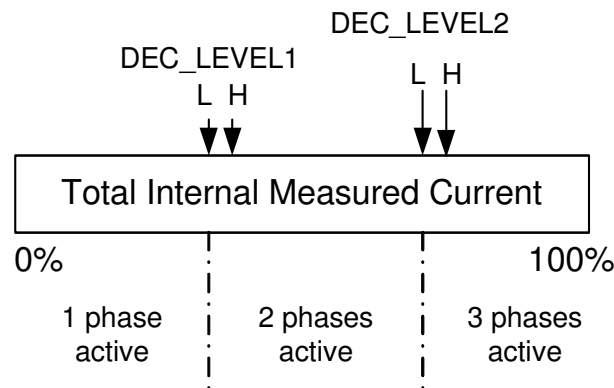 DEC_LEVEL2
DEC_LEVEL1
L H
L H
Total Internal Measured Current
0%
100%
1 phase
active
2 phases
active
3 phases
active